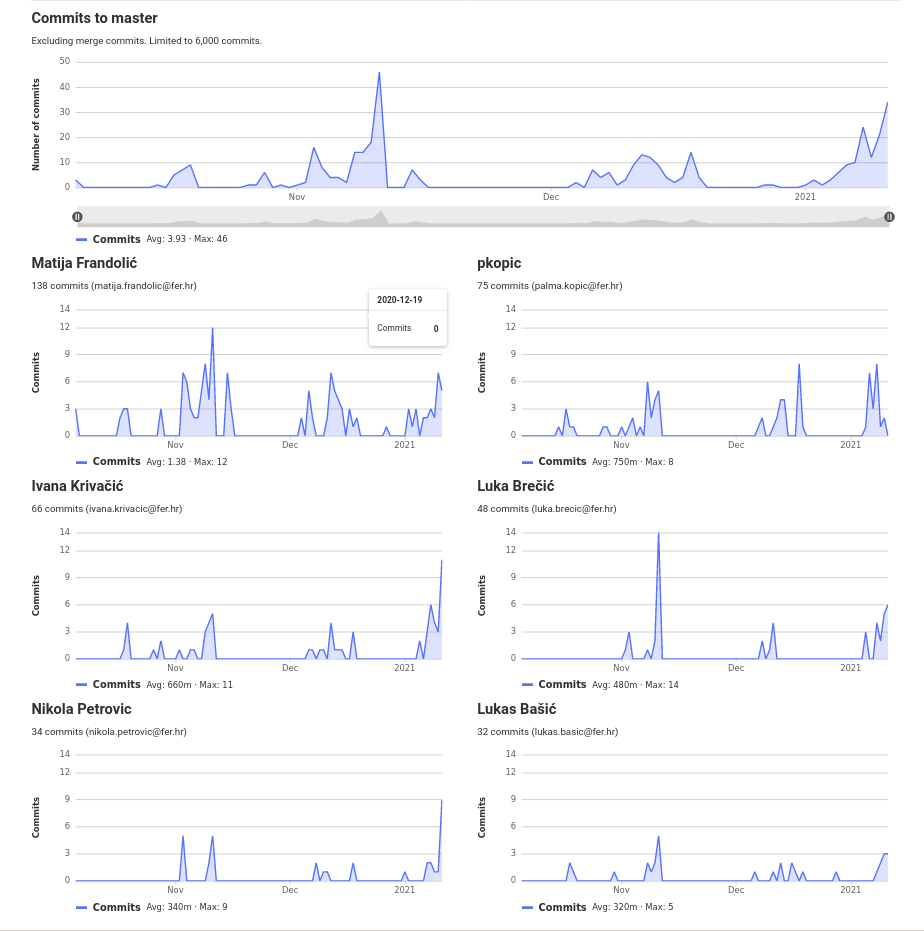 Commits to master
Excluding merge commits. Limited to 6,000 commits.
Number of commits
50
40
30
20
10
0
Nov Dec 2021
Commits Avg: 3.93 · Max: 46
Matija Frandolić
138 commits (matija.frandolic@fer.hr)
Commits
14
12
9
6
3
0
Nov Dec 2021
2020-12-19
Commits 0
Commits Avg: 1.38 · Max: 12
pkopic
75 commits (palma.kopic@fer.hr)
Commits
14
12
9
6
3
0
Nov Dec 2021
Commits Avg: 750m · Max: 8
Ivana Krivačić
66 commits (ivana.krivacic@fer.hr)
Commits
14
12
9
6
3
0
Nov Dec 2021
Commits Avg: 660m · Max: 11
Luka Brečić
48 commits (luka.brecic@fer.hr)
Commits
14
12
9
6
3
0
Nov Dec 2021
Commits Avg: 480m · Max: 14
Nikola Petrovic
34 commits (nikola.petrovic@fer.hr)
Commits
14
12
9
6
3
0
Nov Dec 2021
Commits Avg: 340m · Max: 9
Lukas Bašić
32 commits (lukas.basic@fer.hr)
Commits
14
12
9
6
3
0
Nov Dec 2021
Commits Avg: 320m · Max: 5